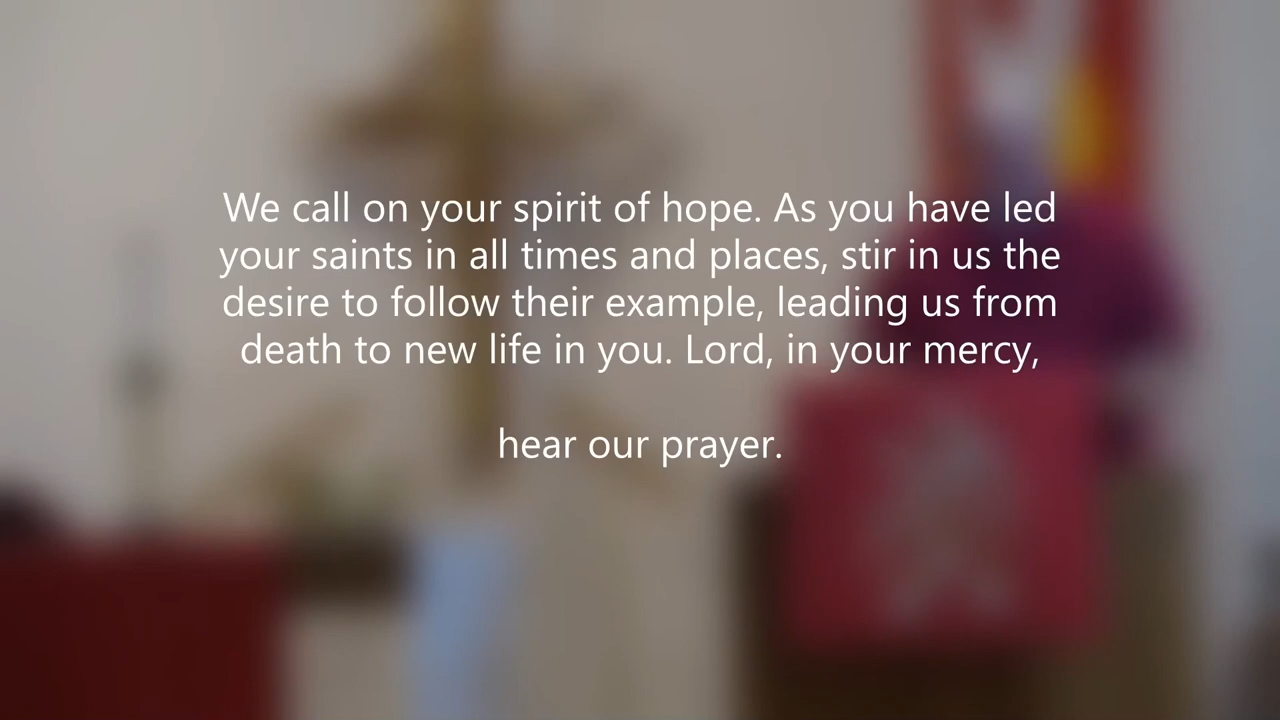 We call on your spirit of hope. As you have led
your saints in all times and places, stir in us the
desire to follow their example, leading us from
death to new life in you. Lord, in your mercy,
hear our prayer.